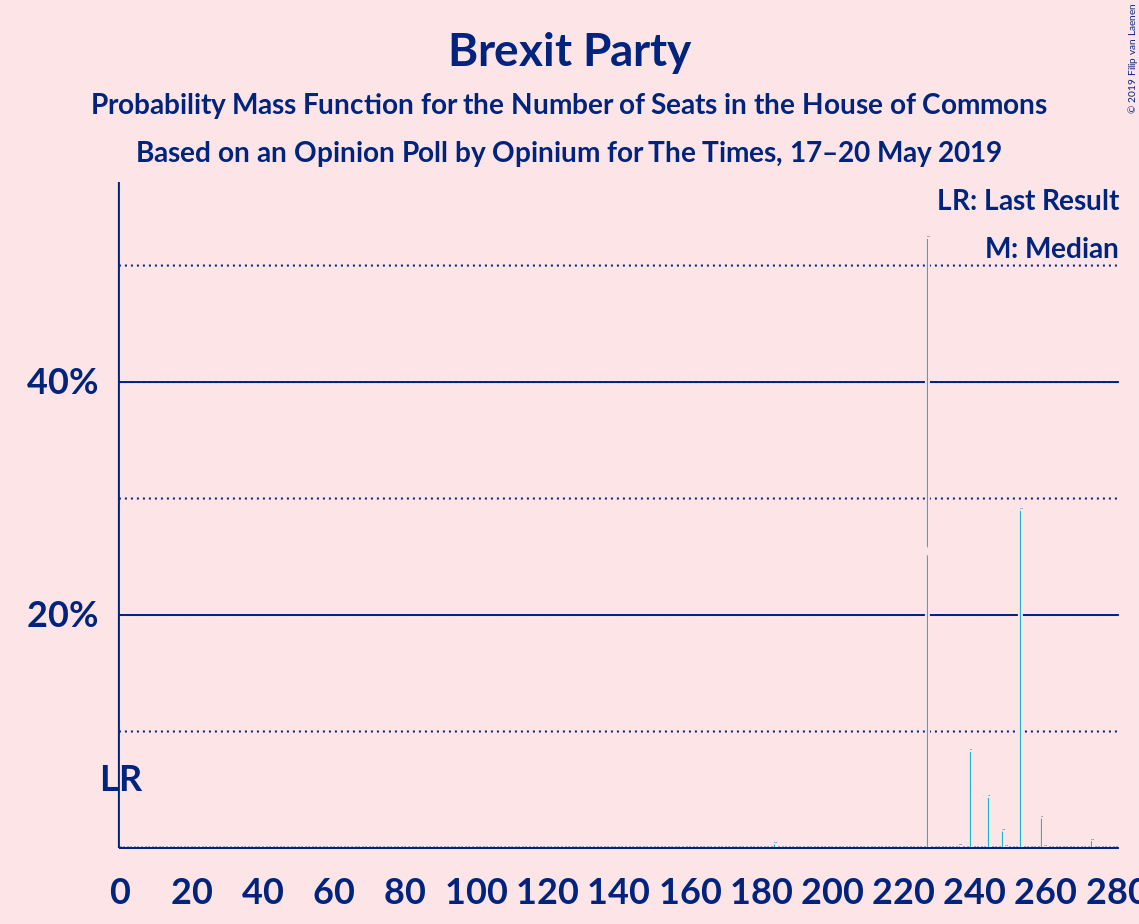 Brexit Party
Probability Mass Function for the Number of Seats in the House of Commons
Based on an Opinion Poll by Opinium for The Times, 17–20 May 2019
© 2019 Filip van Laenen
LR: Last Result
M: Median
40%
20%
LR
0 20 40 60 80 100 120 140 160 180 200 220 240 260 280